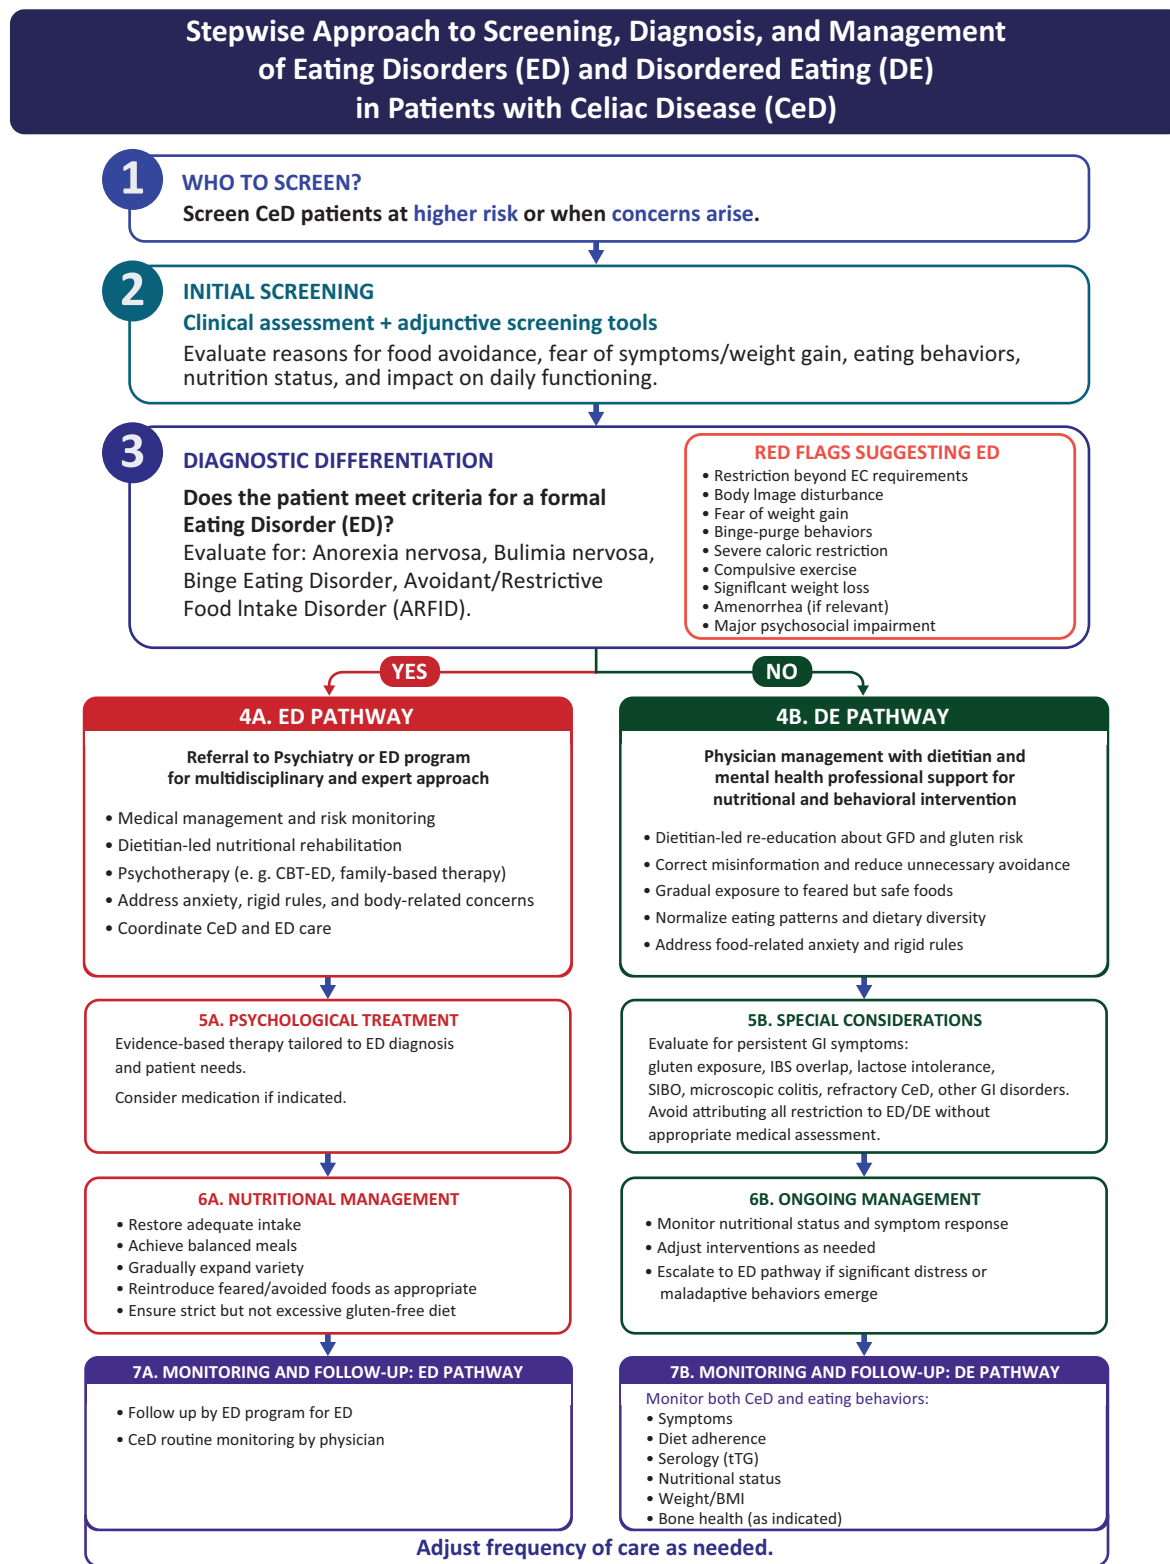 Stepwise Approach to Screening, Diagnosis, and Management
of Eating Disorders (ED) and Disordered Eating (DE)
in Patients with Celiac Disease (CeD)
1
WHO TO SCREEN?
Screen CeD patients at higher risk or when concerns arise.
2
INITIAL SCREENING
Clinical assessment + adjunctive screening tools
Evaluate reasons for food avoidance, fear of symptoms/weight gain, eating behaviors,
nutrition status, and impact on daily functioning.
3
DIAGNOSTIC DIFFERENTIATION
Does the patient meet criteria for a formal
Eating Disorder (ED)?
Evaluate for: Anorexia nervosa, Bulimia nervosa,
Binge Eating Disorder, Avoidant/Restrictive
Food Intake Disorder (ARFID).
RED FLAGS SUGGESTING ED
• Restriction beyond EC requirements
• Body Image disturbance
• Fear of weight gain
• Binge-purge behaviors
• Severe caloric restriction
• Compulsive exercise
• Significant weight loss
• Amenorrhea (if relevant)
• Major psychosocial impairment
YES
NO
4A. ED PATHWAY
Referral to Psychiatry or ED program
for multidisciplinary and expert approach
• Medical management and risk monitoring
• Dietitian-led nutritional rehabilitation
• Psychotherapy (e. g. CBT-ED, family-based therapy)
• Address anxiety, rigid rules, and body-related concerns
• Coordinate CeD and ED care
4B. DE PATHWAY
Physician management with dietitian and
mental health professional support for
nutritional and behavioral intervention
• Dietitian-led re-education about GFD and gluten risk
• Correct misinformation and reduce unnecessary avoidance
• Gradual exposure to feared but safe foods
• Normalize eating patterns and dietary diversity
• Address food-related anxiety and rigid rules
5A. PSYCHOLOGICAL TREATMENT
Evidence-based therapy tailored to ED diagnosis
and patient needs.
Consider medication if indicated.
5B. SPECIAL CONSIDERATIONS
Evaluate for persistent GI symptoms:
gluten exposure, IBS overlap, lactose intolerance,
SIBO, microscopic colitis, refractory CeD, other GI disorders.
Avoid attributing all restriction to ED/DE without
appropriate medical assessment.
6A. NUTRITIONAL MANAGEMENT
• Restore adequate intake
• Achieve balanced meals
• Gradually expand variety
• Reintroduce feared/avoided foods as appropriate
• Ensure strict but not excessive gluten-free diet
6B. ONGOING MANAGEMENT
• Monitor nutritional status and symptom response
• Adjust interventions as needed
• Escalate to ED pathway if significant distress or
maladaptive behaviors emerge
7A. MONITORING AND FOLLOW-UP: ED PATHWAY
• Follow up by ED program for ED
• CeD routine monitoring by physician
7B. MONITORING AND FOLLOW-UP: DE PATHWAY
Monitor both CeD and eating behaviors:
• Symptoms
• Diet adherence
• Serology (tTG)
• Nutritional status
• Weight/BMI
• Bone health (as indicated)
Adjust frequency of care as needed.